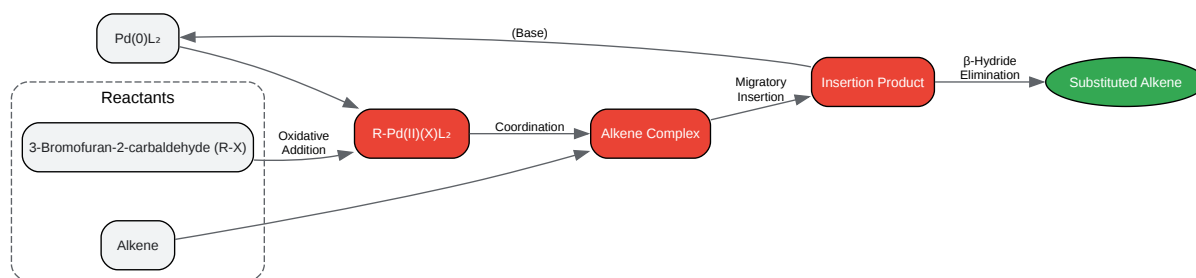 Pd(0)L₂
(Base)
Reactants
3-Bromofuran-2-carbaldehyde (R-X)
Oxidative
Addition
R-Pd(II)(X)L₂
Coordination
Alkene Complex
Migratory
Insertion
Insertion Product
β-Hydride
Elimination
Substituted Alkene
Alkene